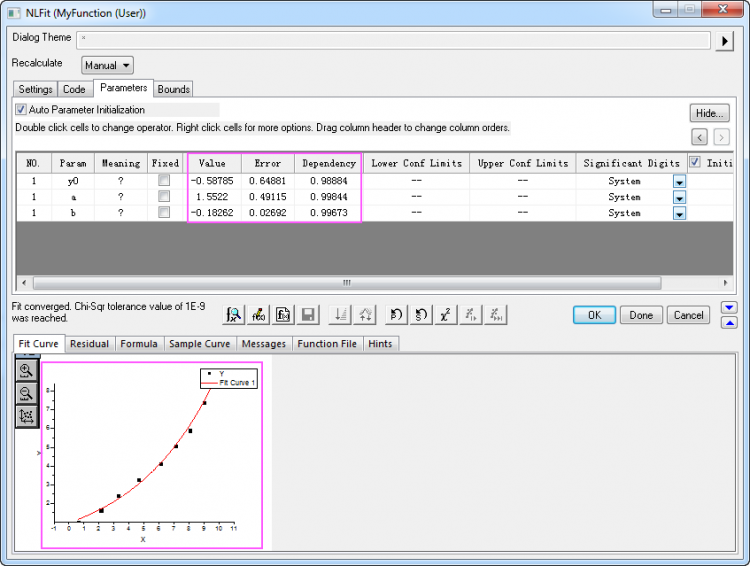 NLFit (MyFunction (User))
Dialog Theme *
Recalculate Manual
Settings Code Parameters Bounds
Auto Parameter Initialization
Hide...
Double click cells to change operator. Right click cells for more options. Drag column header to change column orders.
NO. Param Meaning Fixed Value Error Dependency Lower Conf Limits Upper Conf Limits Significant Digits Initi
1 y0 ? -0.58785 0.64881 0.98884 -- -- System
1 a ? 1.5522 0.49115 0.99844 -- -- System
1 b ? -0.18262 0.02692 0.99673 -- -- System
Fit converged. Chi-Sqr tolerance value of 1E-9
was reached.
OK Done Cancel
Fit Curve Residual Formula Sample Curve Messages Function File Hints
Y
Fit Curve 1
8
7
6
5
4
3
2
Y
-1 0 1 2 3 4 5 6 7 8 9 10 11
X